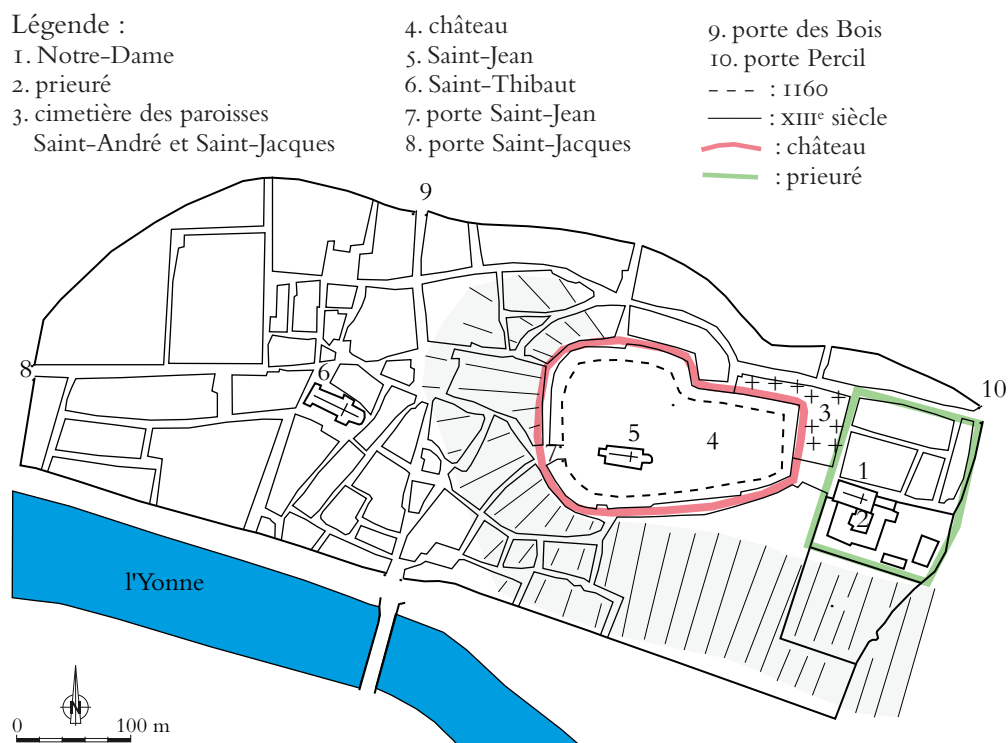 Légende :
1. Notre-Dame
2. prieuré
3. cimetière des paroisses
Saint-André et Saint-Jacques
4. château
5. Saint-Jean
6. Saint-Thibaut
7. porte Saint-Jean
8. porte Saint-Jacques
9. porte des Bois
10. porte Percil
--- : 1160
: XIIIe siècle
: château
: prieuré
9
8
6
10
3
5
4
7
1
2
l'Yonne
N
0 100 m